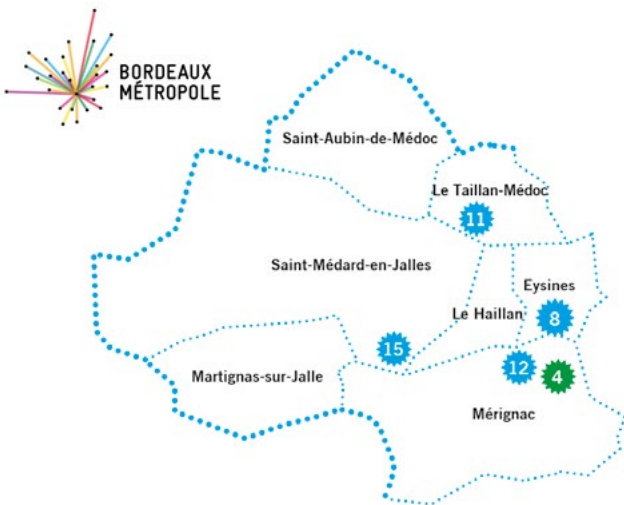 BORDEAUX
MÉTROPOLE
Saint-Aubin-de-Médoc
Le Taillan-Médoc
11
Saint-Médard-en-Jalles
Eysines
Le Haillan
8
15
12
4
Martignas-sur-Jalle
Mérignac